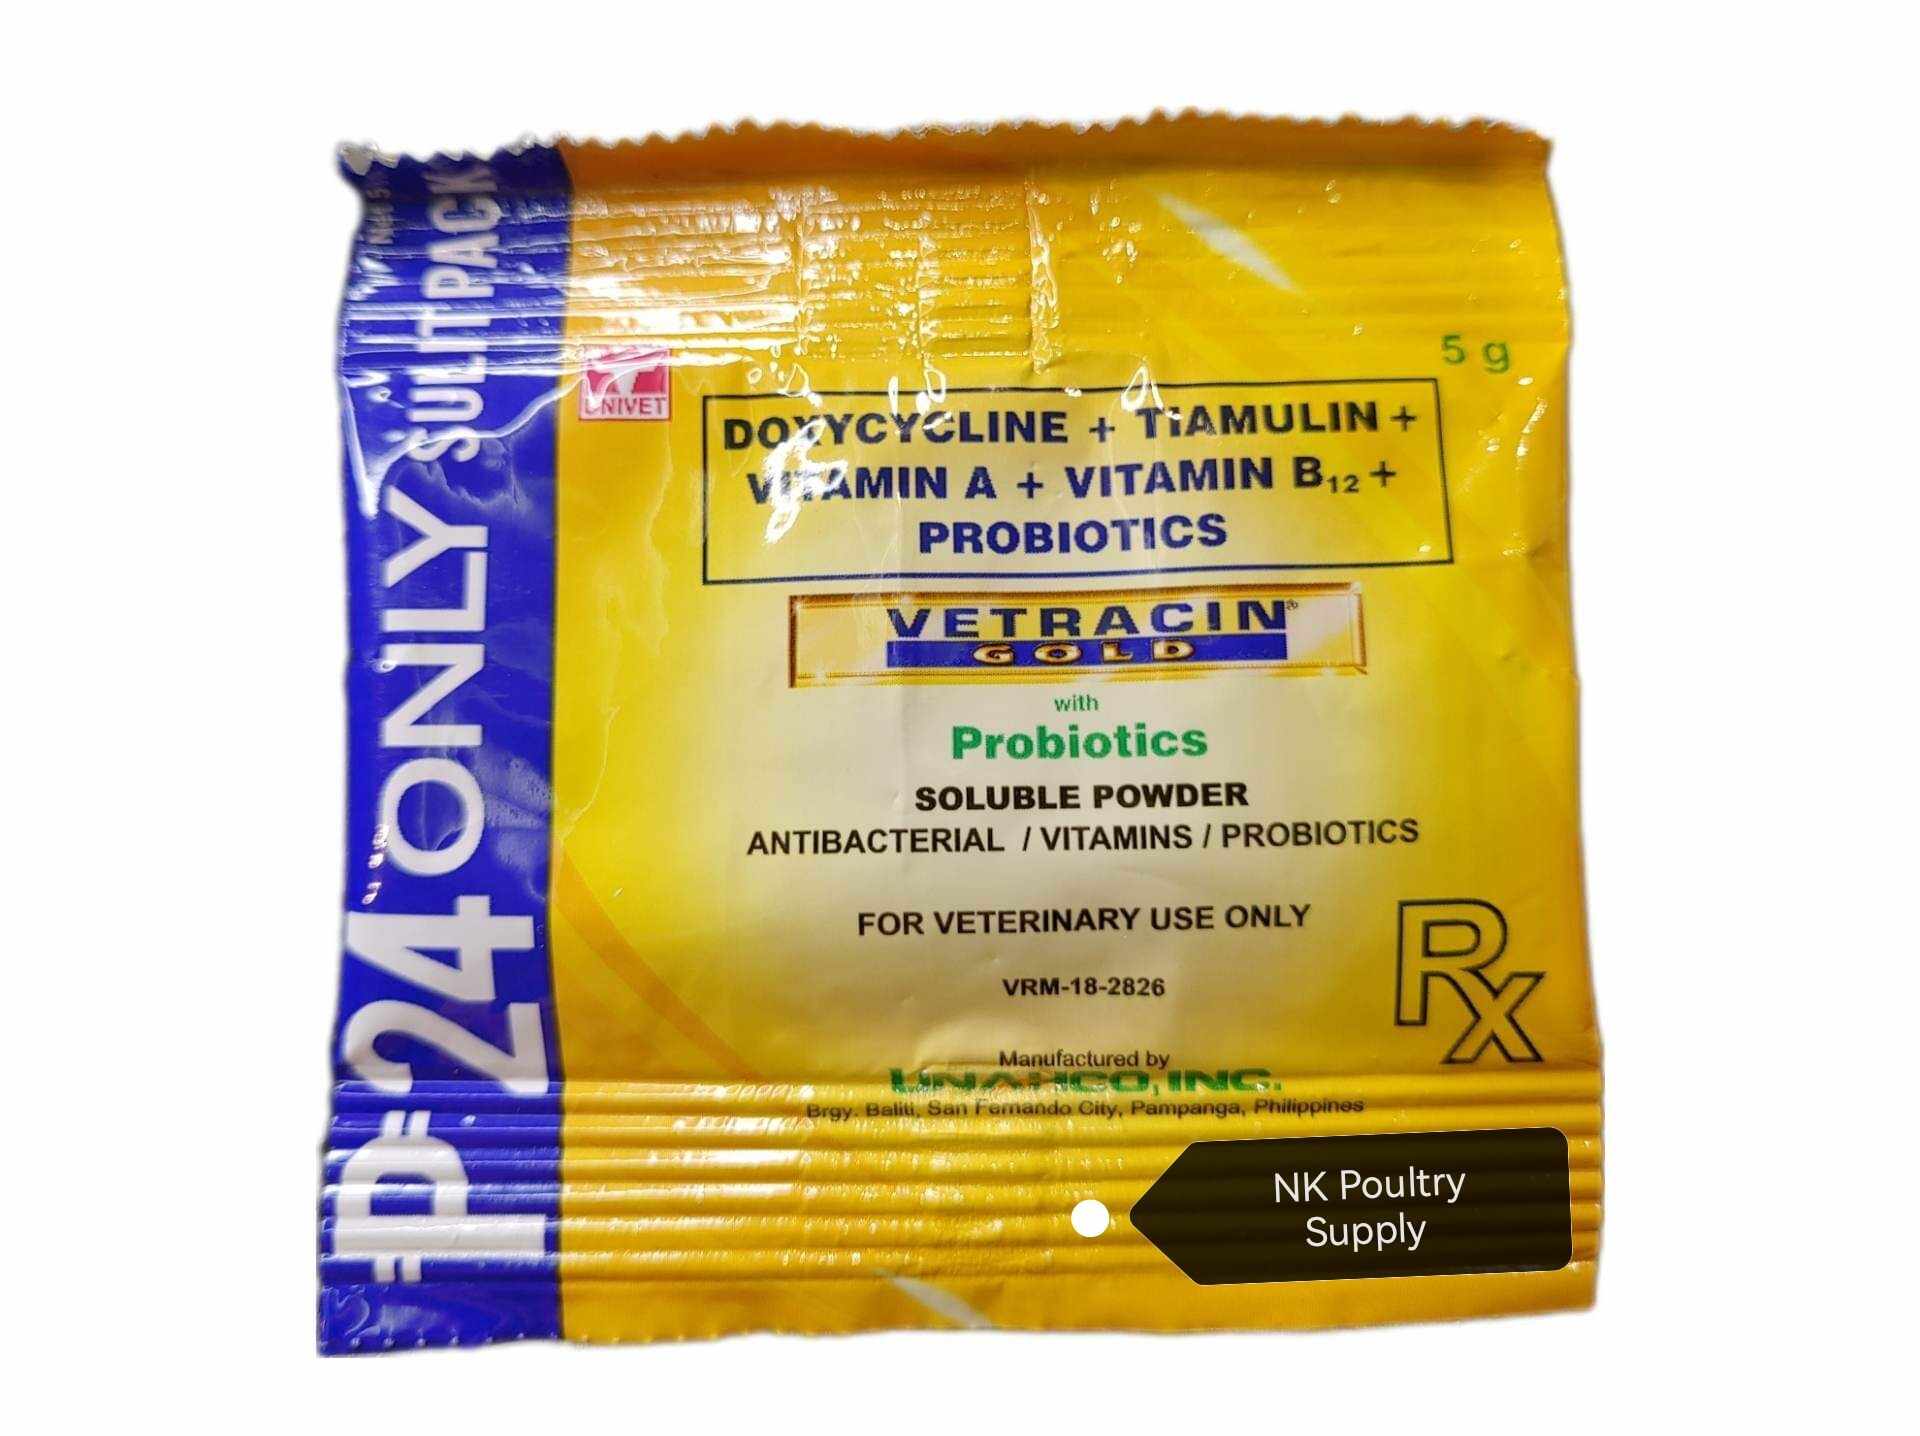 ₱24 ONLY SULIT PACK
UNIVET
5 g
DOXYCYCLINE + TIAMULIN +
VITAMIN A + VITAMIN B₁₂ +
PROBIOTICS
VETRACIN®
GOLD
with
Probiotics
SOLUBLE POWDER
ANTIBACTERIAL / VITAMINS / PROBIOTICS
FOR VETERINARY USE ONLY
VRM-18-2826
Rx
Manufactured by
UNAHCO, INC.
Brgy. Baliti, San Fernando City, Pampanga, Philippines
NK Poultry
Supply